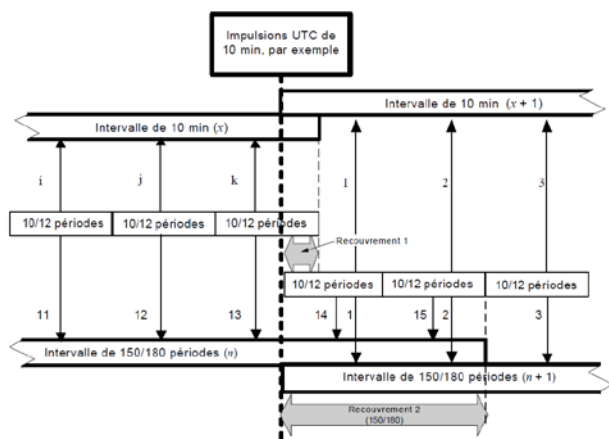 Impulsions UTC de
10 min, par exemple
Intervalle de 10 min (x + 1)
Intervalle de 10 min (x)
i
j
k
1
2
3
10/12 périodes
10/12 périodes
10/12 périodes
Recouvrement 1
10/12 périodes
10/12 périodes
10/12 périodes
11
12
13
14
1
15
2
3
Intervalle de 150/180 périodes (n)
Intervalle de 150/180 périodes (n + 1)
Recouvrement 2
(150/180)